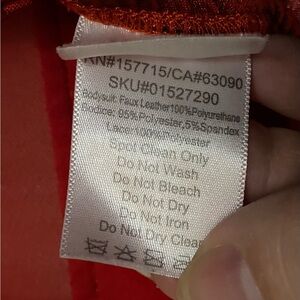 RN#157715/CA#63090
SKU#01527290
Bodysuit: Faux Leather100%Polyurethane
Bodice: 95%Polyester,5%Spandex
Lace:100%Polyester
Spot Clean Only
Do Not Wash
Do Not Bleach
Do Not Dry
Do Not Iron
Do Not Dry Clean